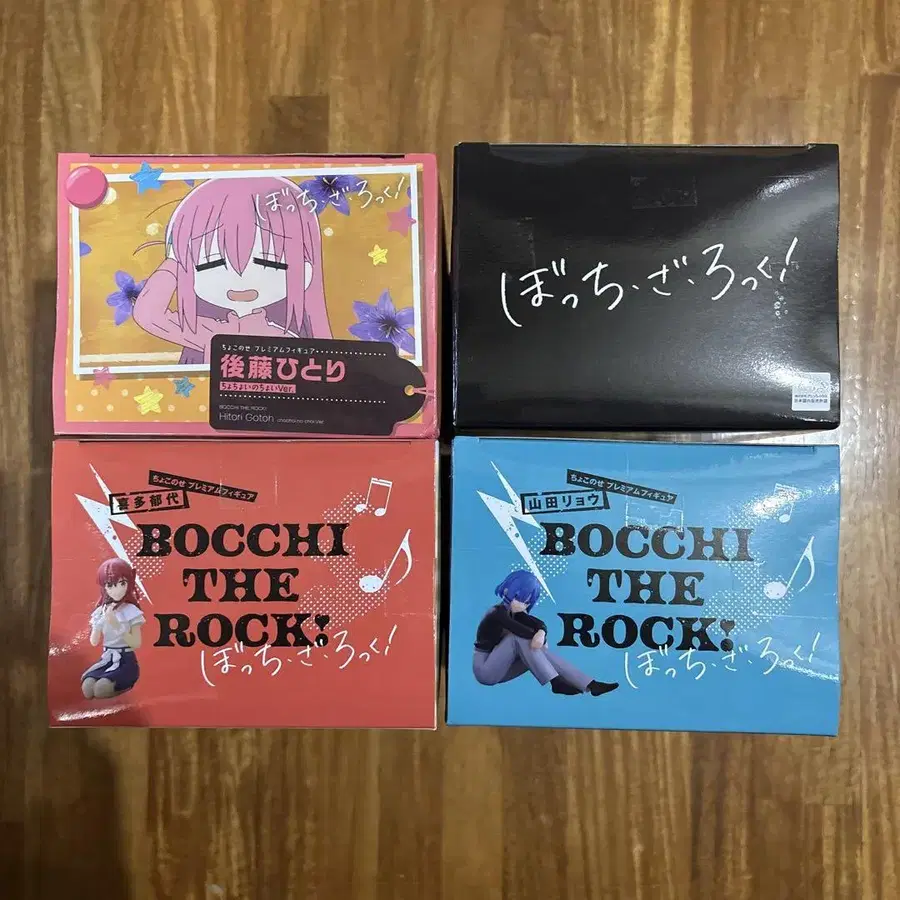 ぼっち・ざ・ろっく!
ちょこのせ プレミアムフィギュア
後藤ひとり
ちょちょいのちょいVer.
BOCCHI THE ROCK!
Hitori Gotoh
ぼっち・ざ・ろっく!
ちょこのせ プレミアムフィギュア
喜多郁代
BOCCHI
THE
ROCK!
ぼっち・ざ・ろっく!
ちょこのせ プレミアムフィギュア
山田リョウ
BOCCHI
THE
ROCK!
ぼっち・ざ・ろっく!